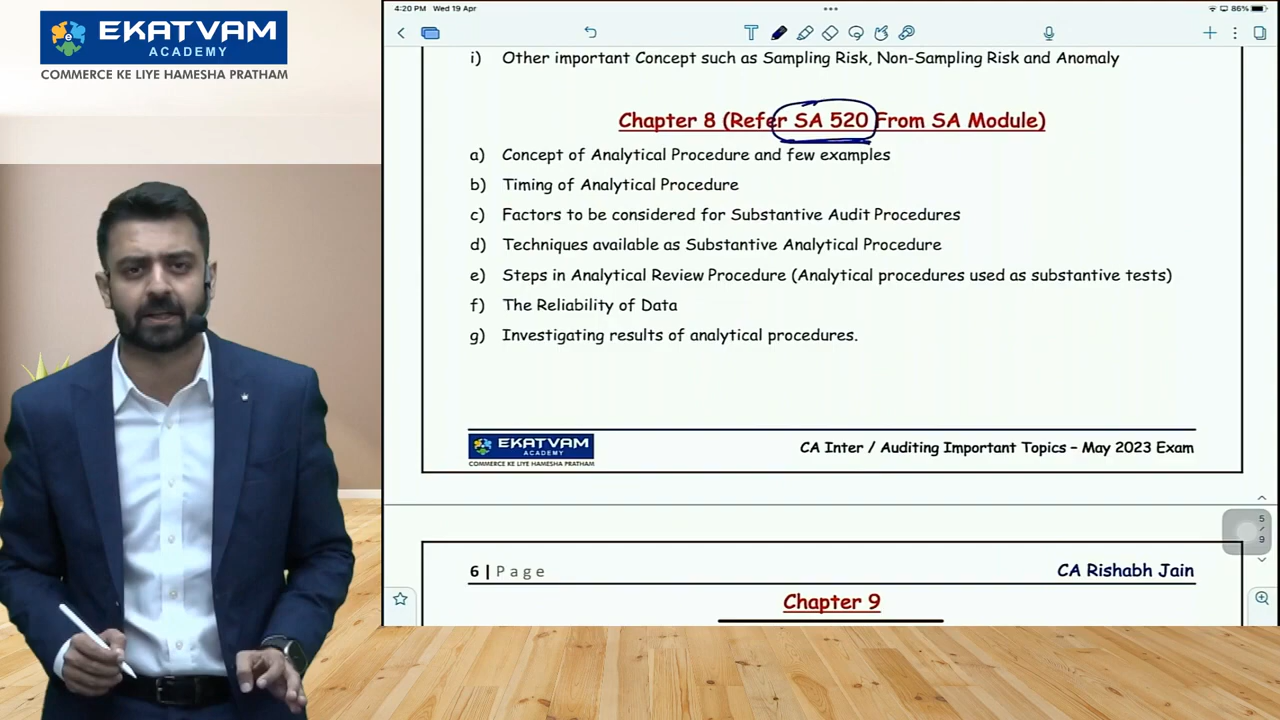 EKATVAM
ACADEMY
COMMERCE KE LIYE HAMESHA PRATHAM
4:20 PM Wed 19 Apr
86%
i) Other important Concept such as Sampling Risk, Non-Sampling Risk and Anomaly
Chapter 8 (Refer SA 520 From SA Module)
a) Concept of Analytical Procedure and few examples
b) Timing of Analytical Procedure
c) Factors to be considered for Substantive Audit Procedures
d) Techniques available as Substantive Analytical Procedure
e) Steps in Analytical Review Procedure (Analytical procedures used as substantive tests)
f) The Reliability of Data
g) Investigating results of analytical procedures.
EKATVAM
ACADEMY
COMMERCE KE LIYE HAMESHA PRATHAM
CA Inter / Auditing Important Topics – May 2023 Exam
5
/
9
6 | Page
CA Rishabh Jain
Chapter 9